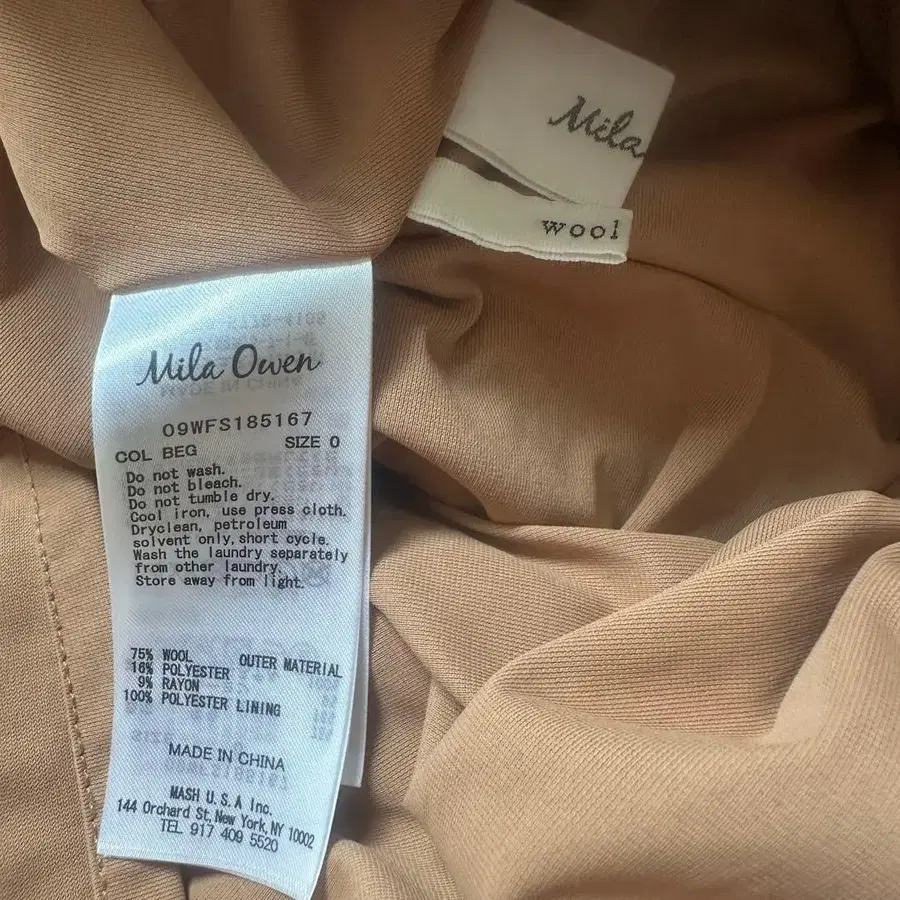 Mila
wool
Mila Owen
09WFS185167
COL BEG SIZE 0
Do not wash.
Do not bleach.
Do not tumble dry.
Cool iron, use press cloth.
Dryclean, petroleum
solvent only, short cycle.
Wash the laundry separately
from other laundry.
Store away from light.
75% WOOL OUTER MATERIAL
16% POLYESTER
9% RAYON
100% POLYESTER LINING
MADE IN CHINA
MASH U.S.A Inc.
144 Orchard St, New York, NY 10002
TEL 917 409 5520